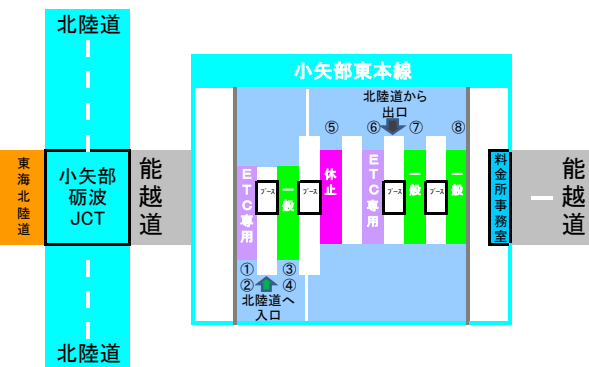 北陸道
東海北陸道
小矢部
砺波
JCT
能越道
北陸道
小矢部東本線
北陸道から
出口
⑤
⑥
⑦
⑧
ETC専用
ブース
一般
ブース
休止
ETC専用
ブース
一般
ブース
一般
料金所事務室
能越道
①
②
③
④
北陸道へ
入口